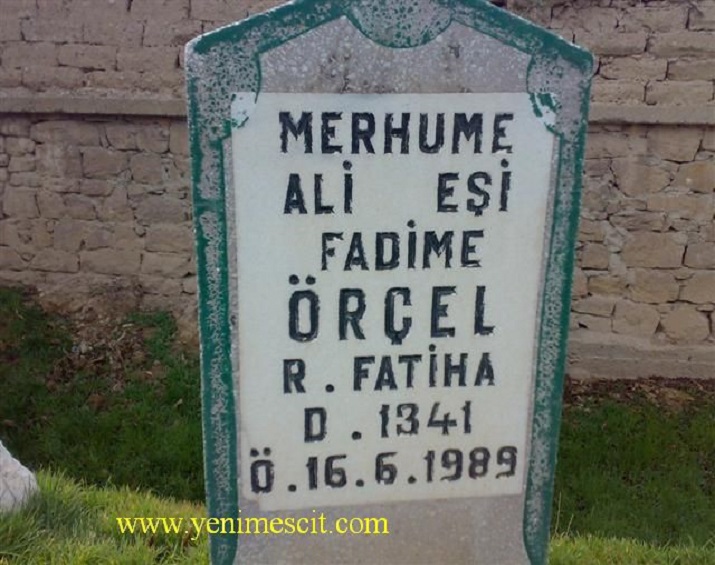 MERHUME
ALİ EŞİ
FADİME
ÖRÇEL
R. FATİHA
D. 1341
Ö. 16.6.1989
www.yenimescit.com